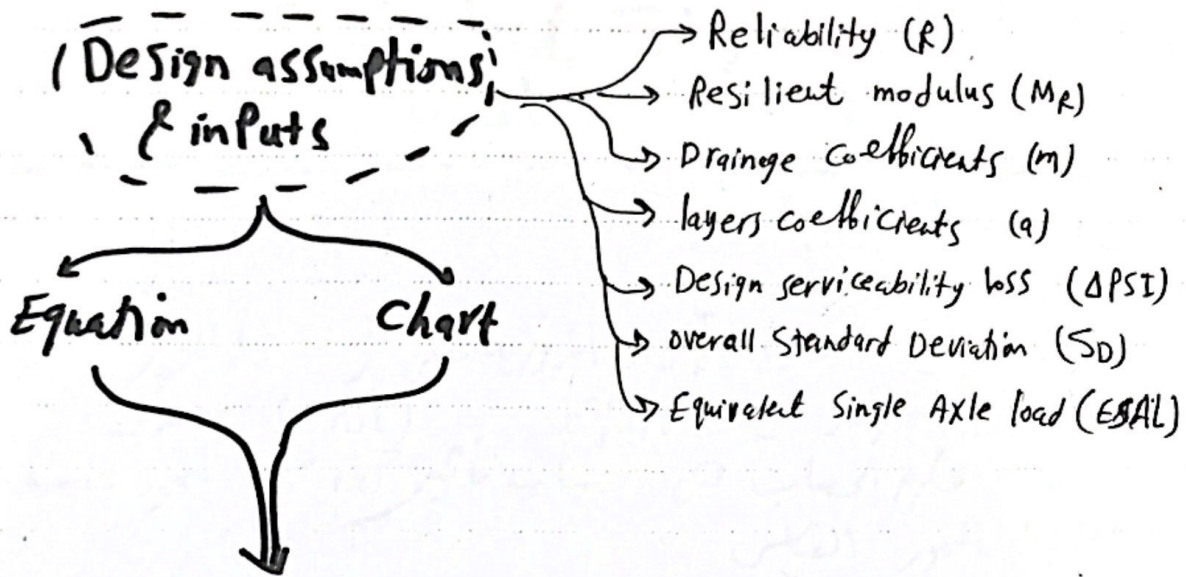 Design assumptions
& inputs
Equation
Chart
Reliability (R)
Resilient modulus (MR)
Drainage coefficients (m)
layers coefficients (a)
Design serviceability loss (ΔPSI)
overall Standard Deviation (SD)
Equivalent Single Axle load (ESAL)